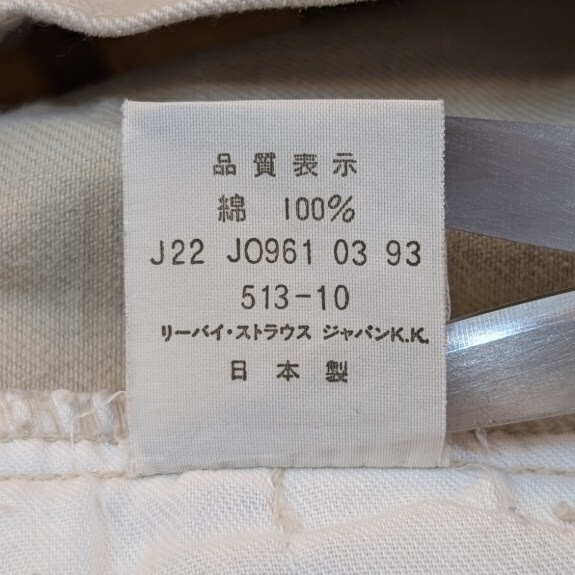 品質表示
綿 100%
J22 JO961 03 93
513-10
リーバイ・ストラウス ジャパンK.K.
日本製